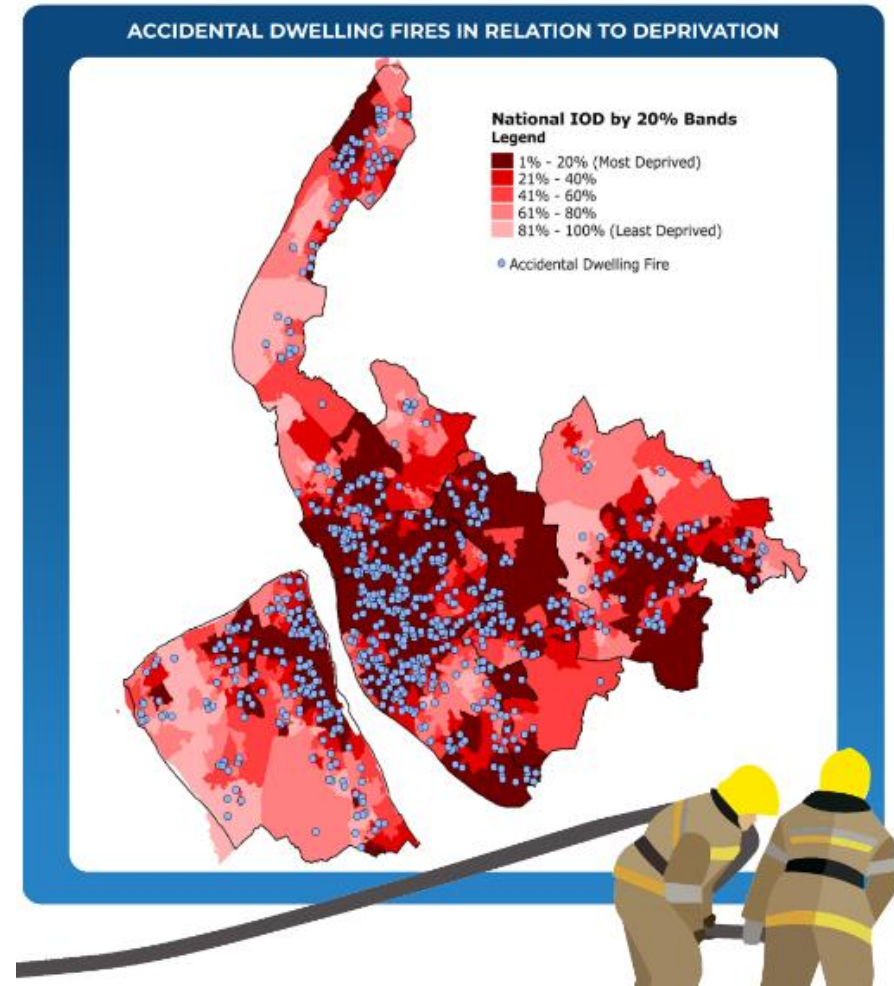 ACCIDENTAL DWELLING FIRES IN RELATION TO DEPRIVATION
National IOD by 20% Bands
Legend
1% - 20% (Most Deprived)
21% - 40%
41% - 60%
61% - 80%
81% - 100% (Least Deprived)
Accidental Dwelling Fire